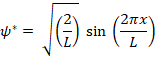 ψ* = √(2/L) sin (2πx/L)